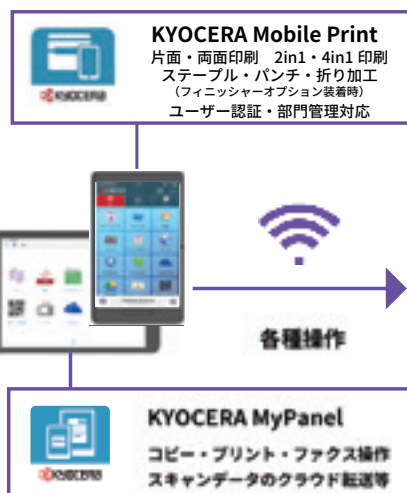 KYOCERA Mobile Print
片面・両面印刷 2in1・4in1 印刷
ステープル・パンチ・折り加工
（フィニッシャーオプション装着時）
ユーザー認証・部門管理対応
KYOCERA
各種操作
KYOCERA MyPanel
コピー・プリント・ファクス操作
スキャンデータのクラウド転送等
KYOCERA